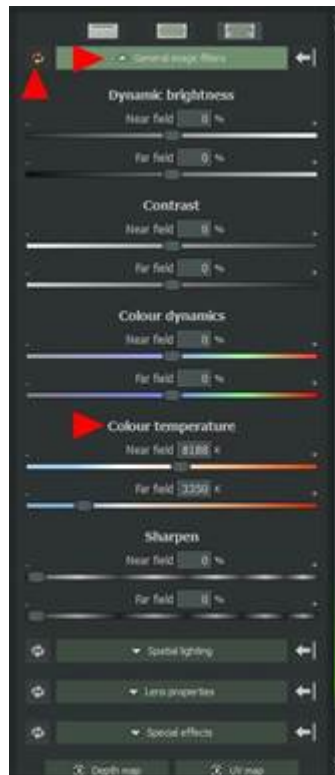 General image filters
Dynamic brightness
Near field 0 %
Far field 0 %
Contrast
Near field 0 %
Far field 0 %
Colour dynamics
Near field 0 %
Far field 0 %
Colour temperature
Near field 8188 K
Far field 3350 K
Sharpen
Near field 0 %
Far field 0 %
Spatial lighting
Lens properties
Special effects
Depth map UV map